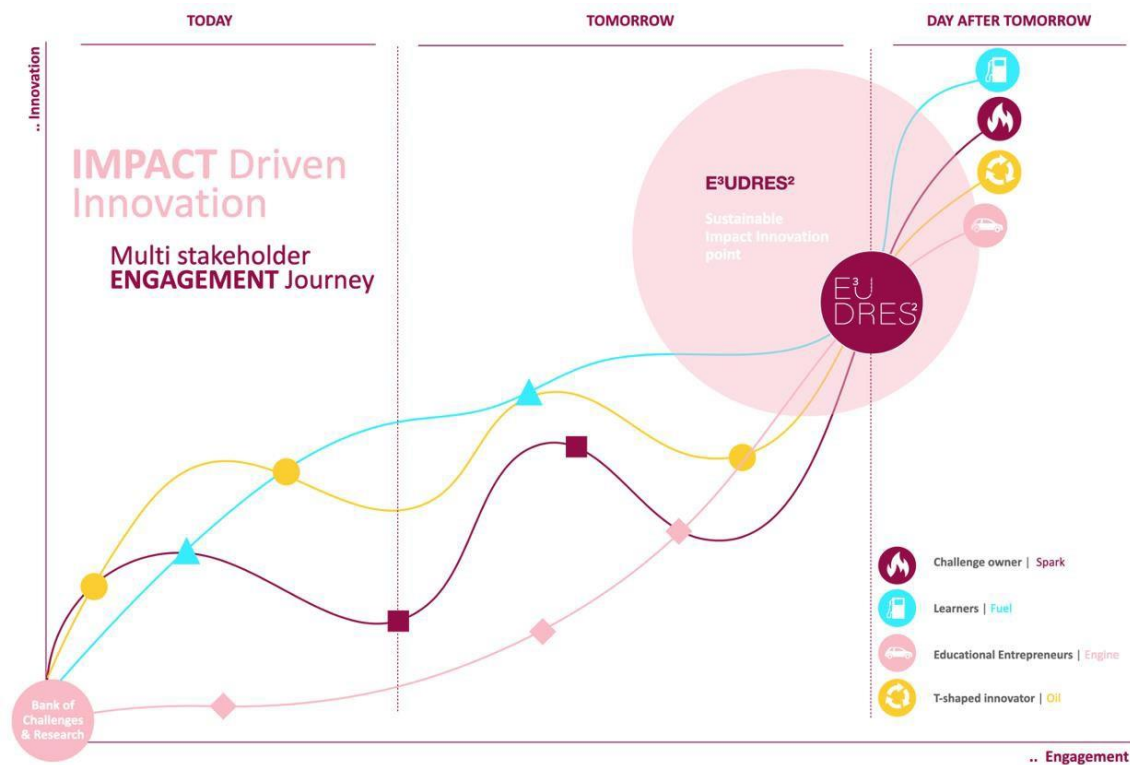 TODAY
TOMORROW
DAY AFTER TOMORROW
.. Innovation
IMPACT Driven
Innovation
Multi stakeholder
ENGAGEMENT Journey
E³UDRES²
Sustainable
Impact Innovation
point
E³U
DRES²
Challenge owner | Spark
Learners | Fuel
Educational Entrepreneurs | Engine
T-shaped innovator | Oil
Bank of
Challenges
& Research
.. Engagement